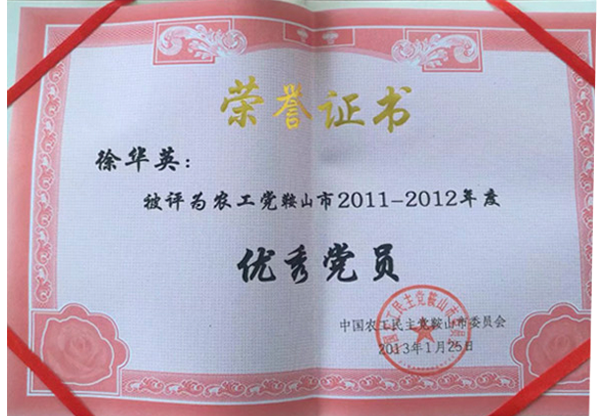 荣誉证书
徐华英：
被评为农工党鞍山市2011-2012年度
优秀党员
中国农工民主党鞍山市委员会
2013年1月25日